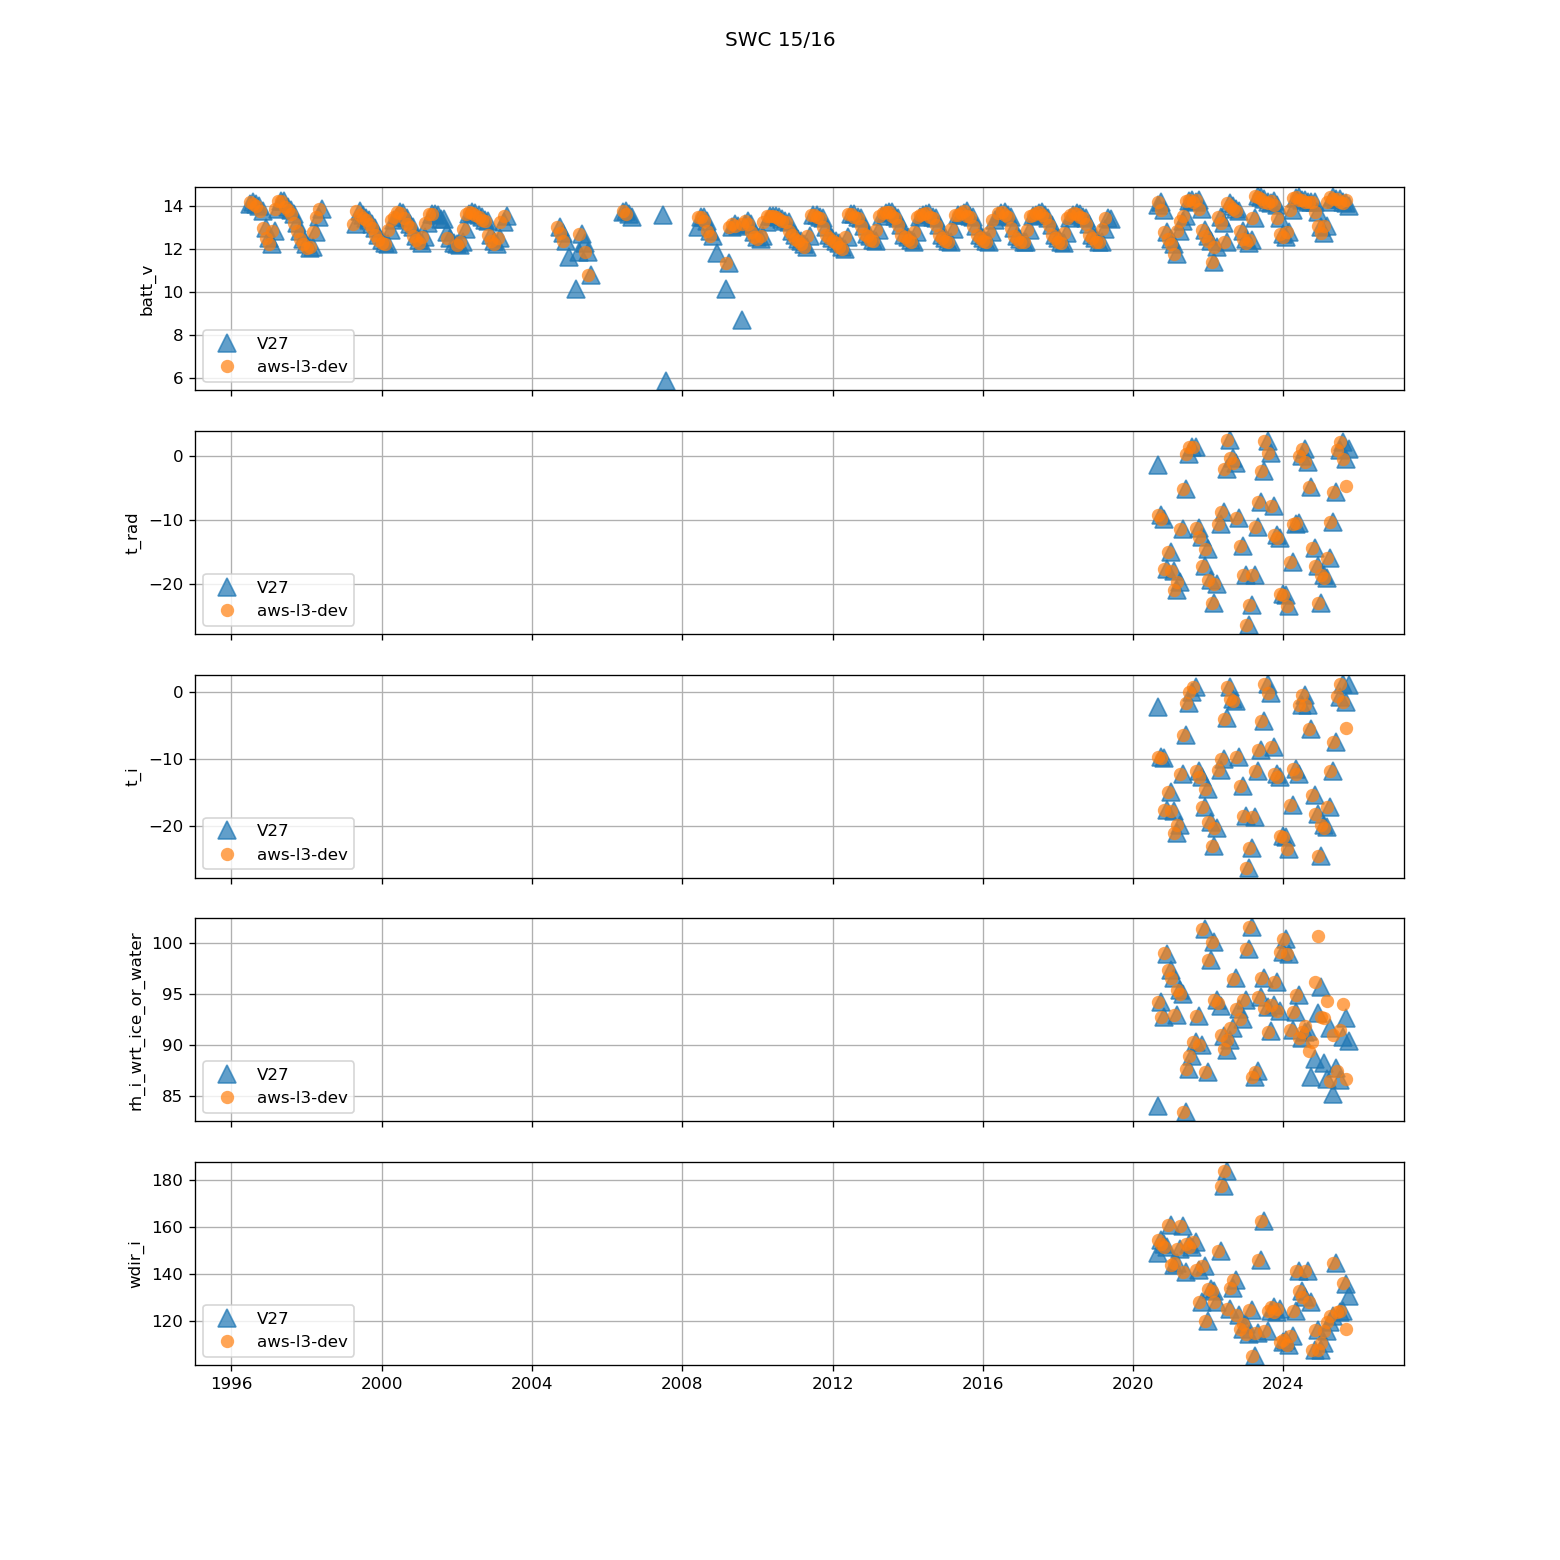 SWC 15/16
14
12
10
8
6
batt_v
V27
aws-l3-dev
0
−10
−20
t_rad
V27
aws-l3-dev
0
−10
−20
t_i
V27
aws-l3-dev
100
95
90
85
rh_i_wrt_ice_or_water
V27
aws-l3-dev
180
160
140
120
wdir_i
V27
aws-l3-dev
1996 2000 2004 2008 2012 2016 2020 2024